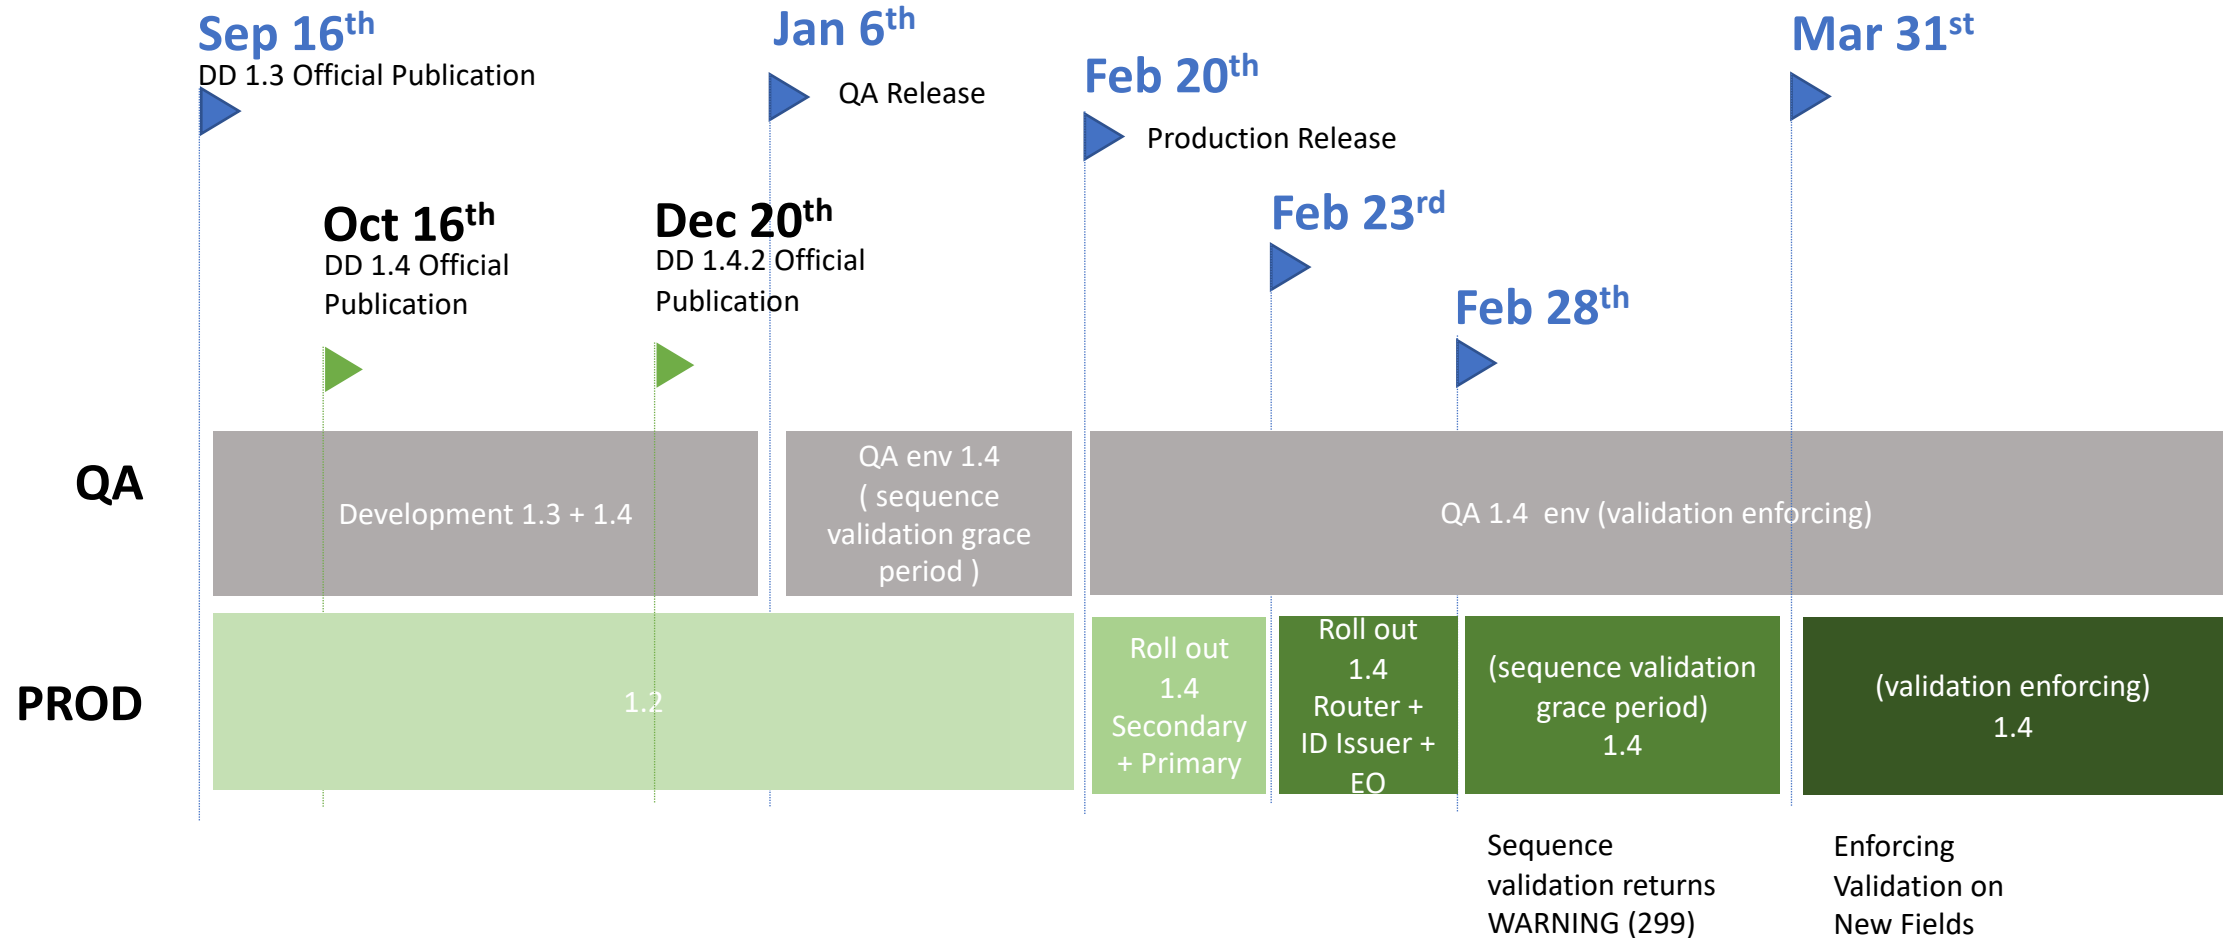 Sep 16th
DD 1.3 Official Publication
Jan 6th
QA Release
Feb 20th
Production Release
Mar 31st
Oct 16th
DD 1.4 Official
Publication
Dec 20th
DD 1.4.2 Official
Publication
Feb 23rd
Feb 28th
QA
Development 1.3 + 1.4
QA env 1.4
( sequence
validation grace
period )
QA 1.4 env (validation enforcing)
PROD
1.2
Roll out
1.4
Secondary
+ Primary
Roll out
1.4
Router +
ID Issuer +
EO
(sequence validation
grace period)
1.4
(validation enforcing)
1.4
Sequence
validation returns
WARNING (299)
Enforcing
Validation on
New Fields